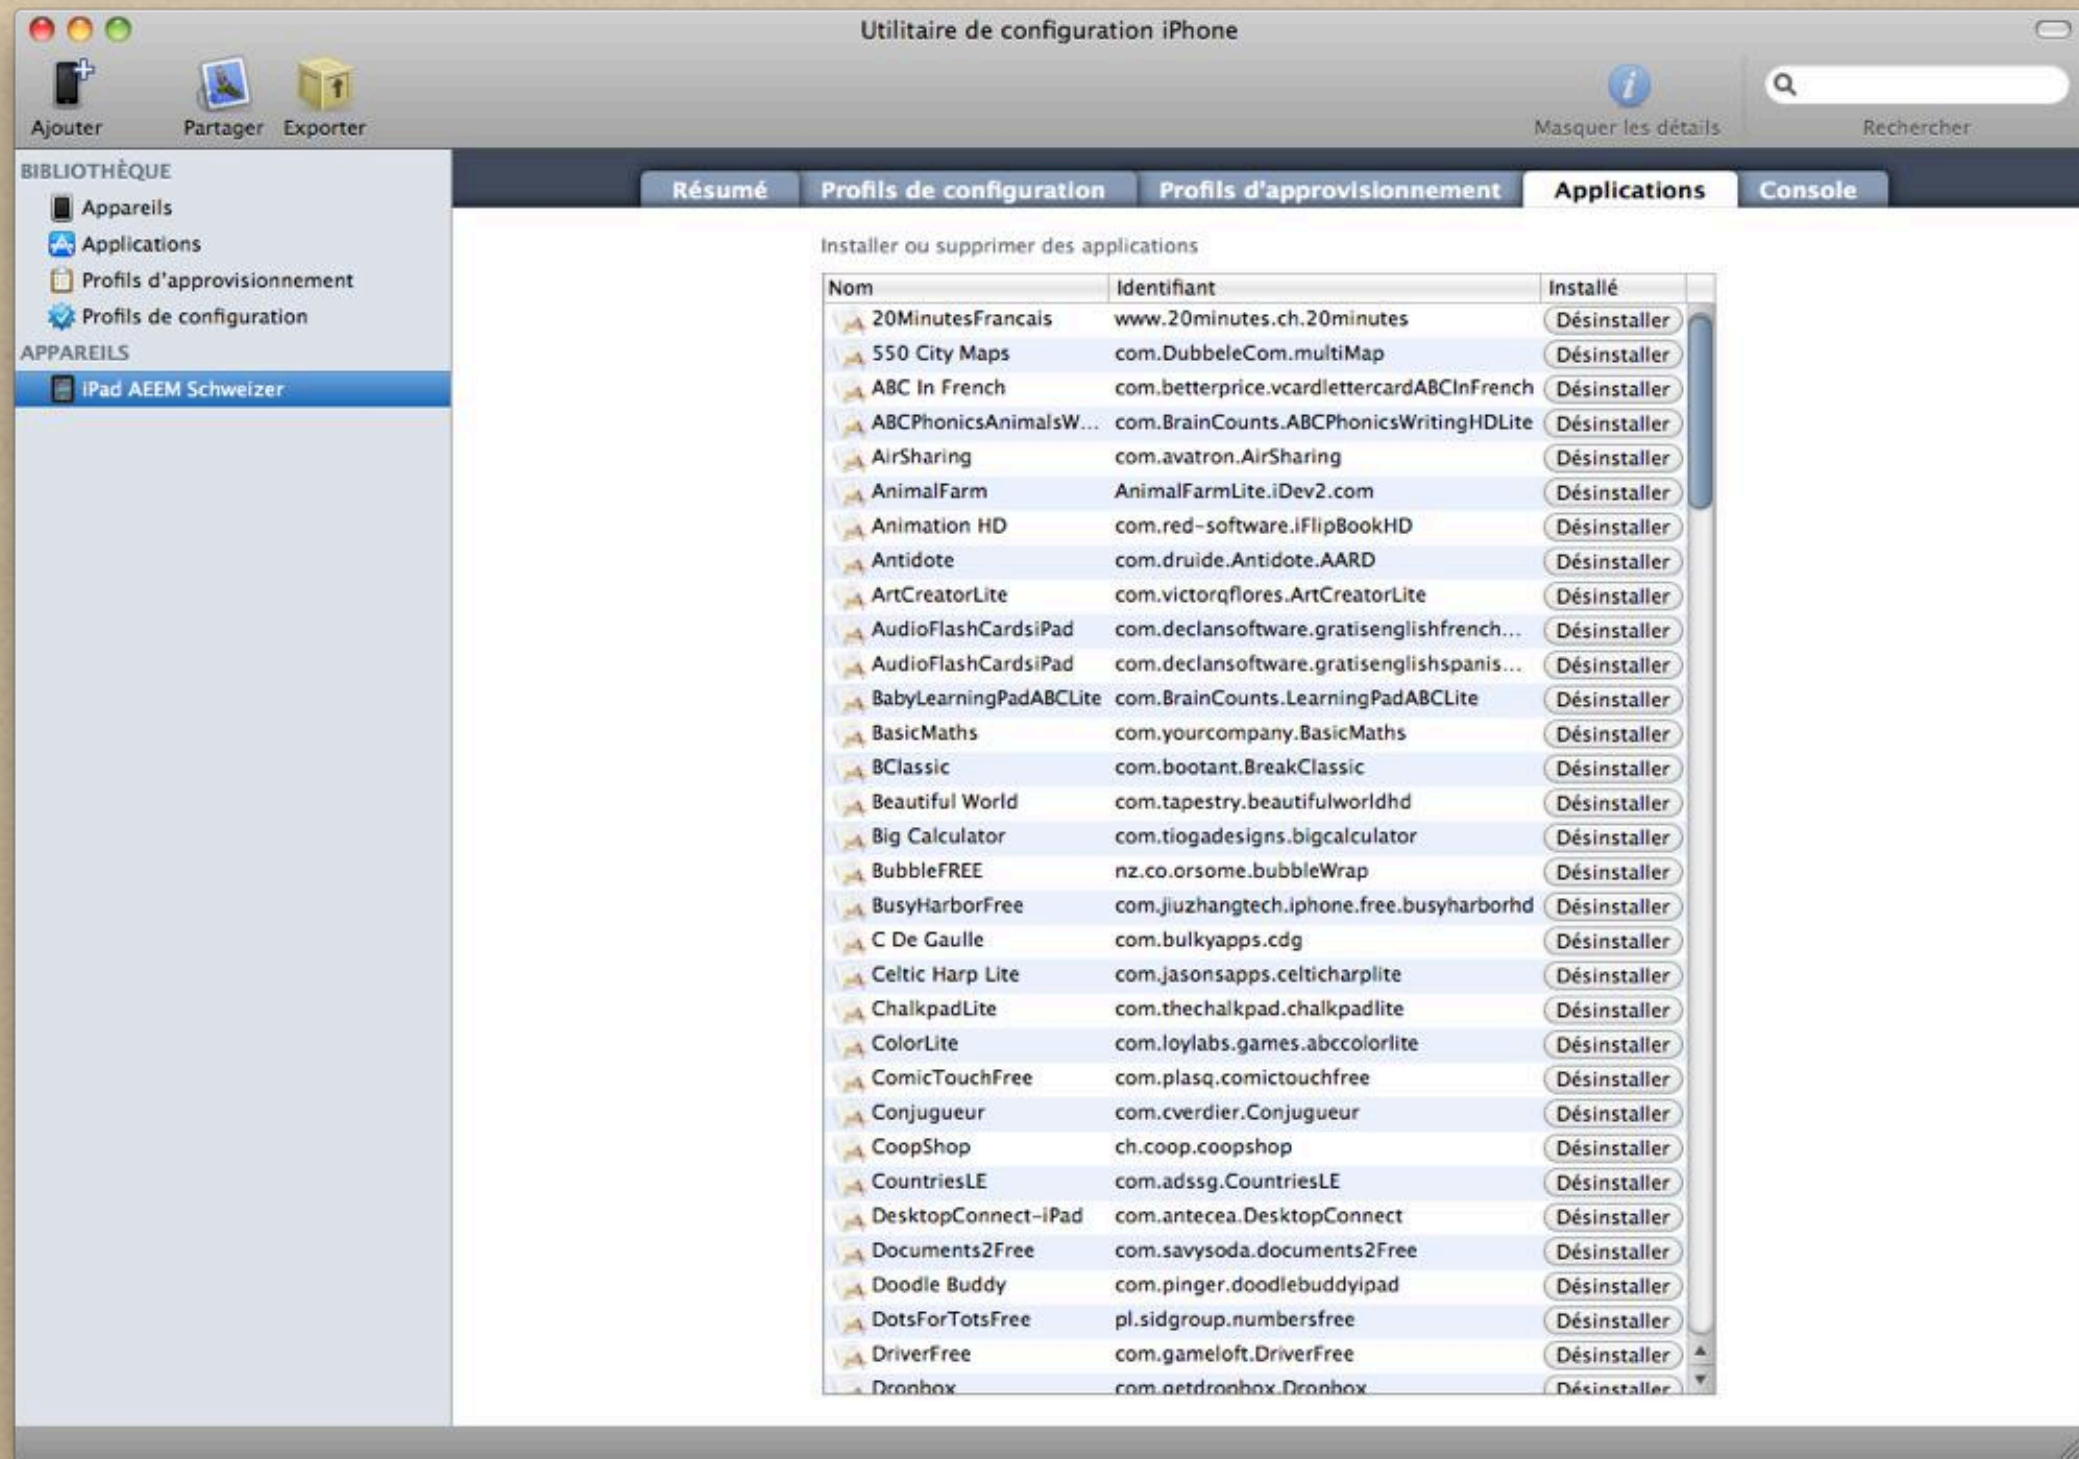 Utilitaire de configuration iPhone
Ajouter Partager Exporter Masquer les détails Rechercher
BIBLIOTHÈQUE
Appareils
Applications
Profils d'approvisionnement
Profils de configuration
APPAREILS
iPad AEEM Schweizer
Résumé Profils de configuration Profils d'approvisionnement Applications Console
Installer ou supprimer des applications
Nom Identifiant Installé
20MinutesFrancais www.20minutes.ch.20minutes Désinstaller
550 City Maps com.DubbeleCom.multiMap Désinstaller
ABC In French com.betterprice.vcardlettercardABCInFrench Désinstaller
ABCPhonicsAnimalsW... com.BrainCounts.ABCPhonicsWritingHDLite Désinstaller
AirSharing com.avatron.AirSharing Désinstaller
AnimalFarm AnimalFarmLite.iDev2.com Désinstaller
Animation HD com.red-software.iFlipBookHD Désinstaller
Antidote com.druide.Antidote.AARD Désinstaller
ArtCreatorLite com.victorqflores.ArtCreatorLite Désinstaller
AudioFlashCardsiPad com.declansoftware.gratisenglishfrench... Désinstaller
AudioFlashCardsiPad com.declansoftware.gratisenglishspanis... Désinstaller
BabyLearningPadABCLite com.BrainCounts.LearningPadABCLite Désinstaller
BasicMaths com.yourcompany.BasicMaths Désinstaller
BClassic com.bootant.BreakClassic Désinstaller
Beautiful World com.tapestry.beautifulworldhd Désinstaller
Big Calculator com.tiogadesigns.bigcalculator Désinstaller
BubbleFREE nz.co.orsome.bubbleWrap Désinstaller
BusyHarborFree com.jiuzhangtech.iphone.free.busyharborhd Désinstaller
C De Gaulle com.bulkyapps.cdg Désinstaller
Celtic Harp Lite com.jasonsapps.celticharplite Désinstaller
ChalkpadLite com.thechalkpad.chalkpadlite Désinstaller
ColorLite com.loylabs.games.abccolorlite Désinstaller
ComicTouchFree com.plasq.comictouchfree Désinstaller
Conjugueur com.cverdier.Conjugueur Désinstaller
CoopShop ch.coop.coopshop Désinstaller
CountriesLE com.adssg.CountriesLE Désinstaller
DesktopConnect-iPad com.antecea.DesktopConnect Désinstaller
Documents2Free com.savysoda.documents2Free Désinstaller
Doodle Buddy com.pinger.doodlebuddyipad Désinstaller
DotsForTotsFree pl.sidgroup.numbersfree Désinstaller
DriverFree com.gameloft.DriverFree Désinstaller
Dropbox com.getdropbox.Dropbox Désinstaller